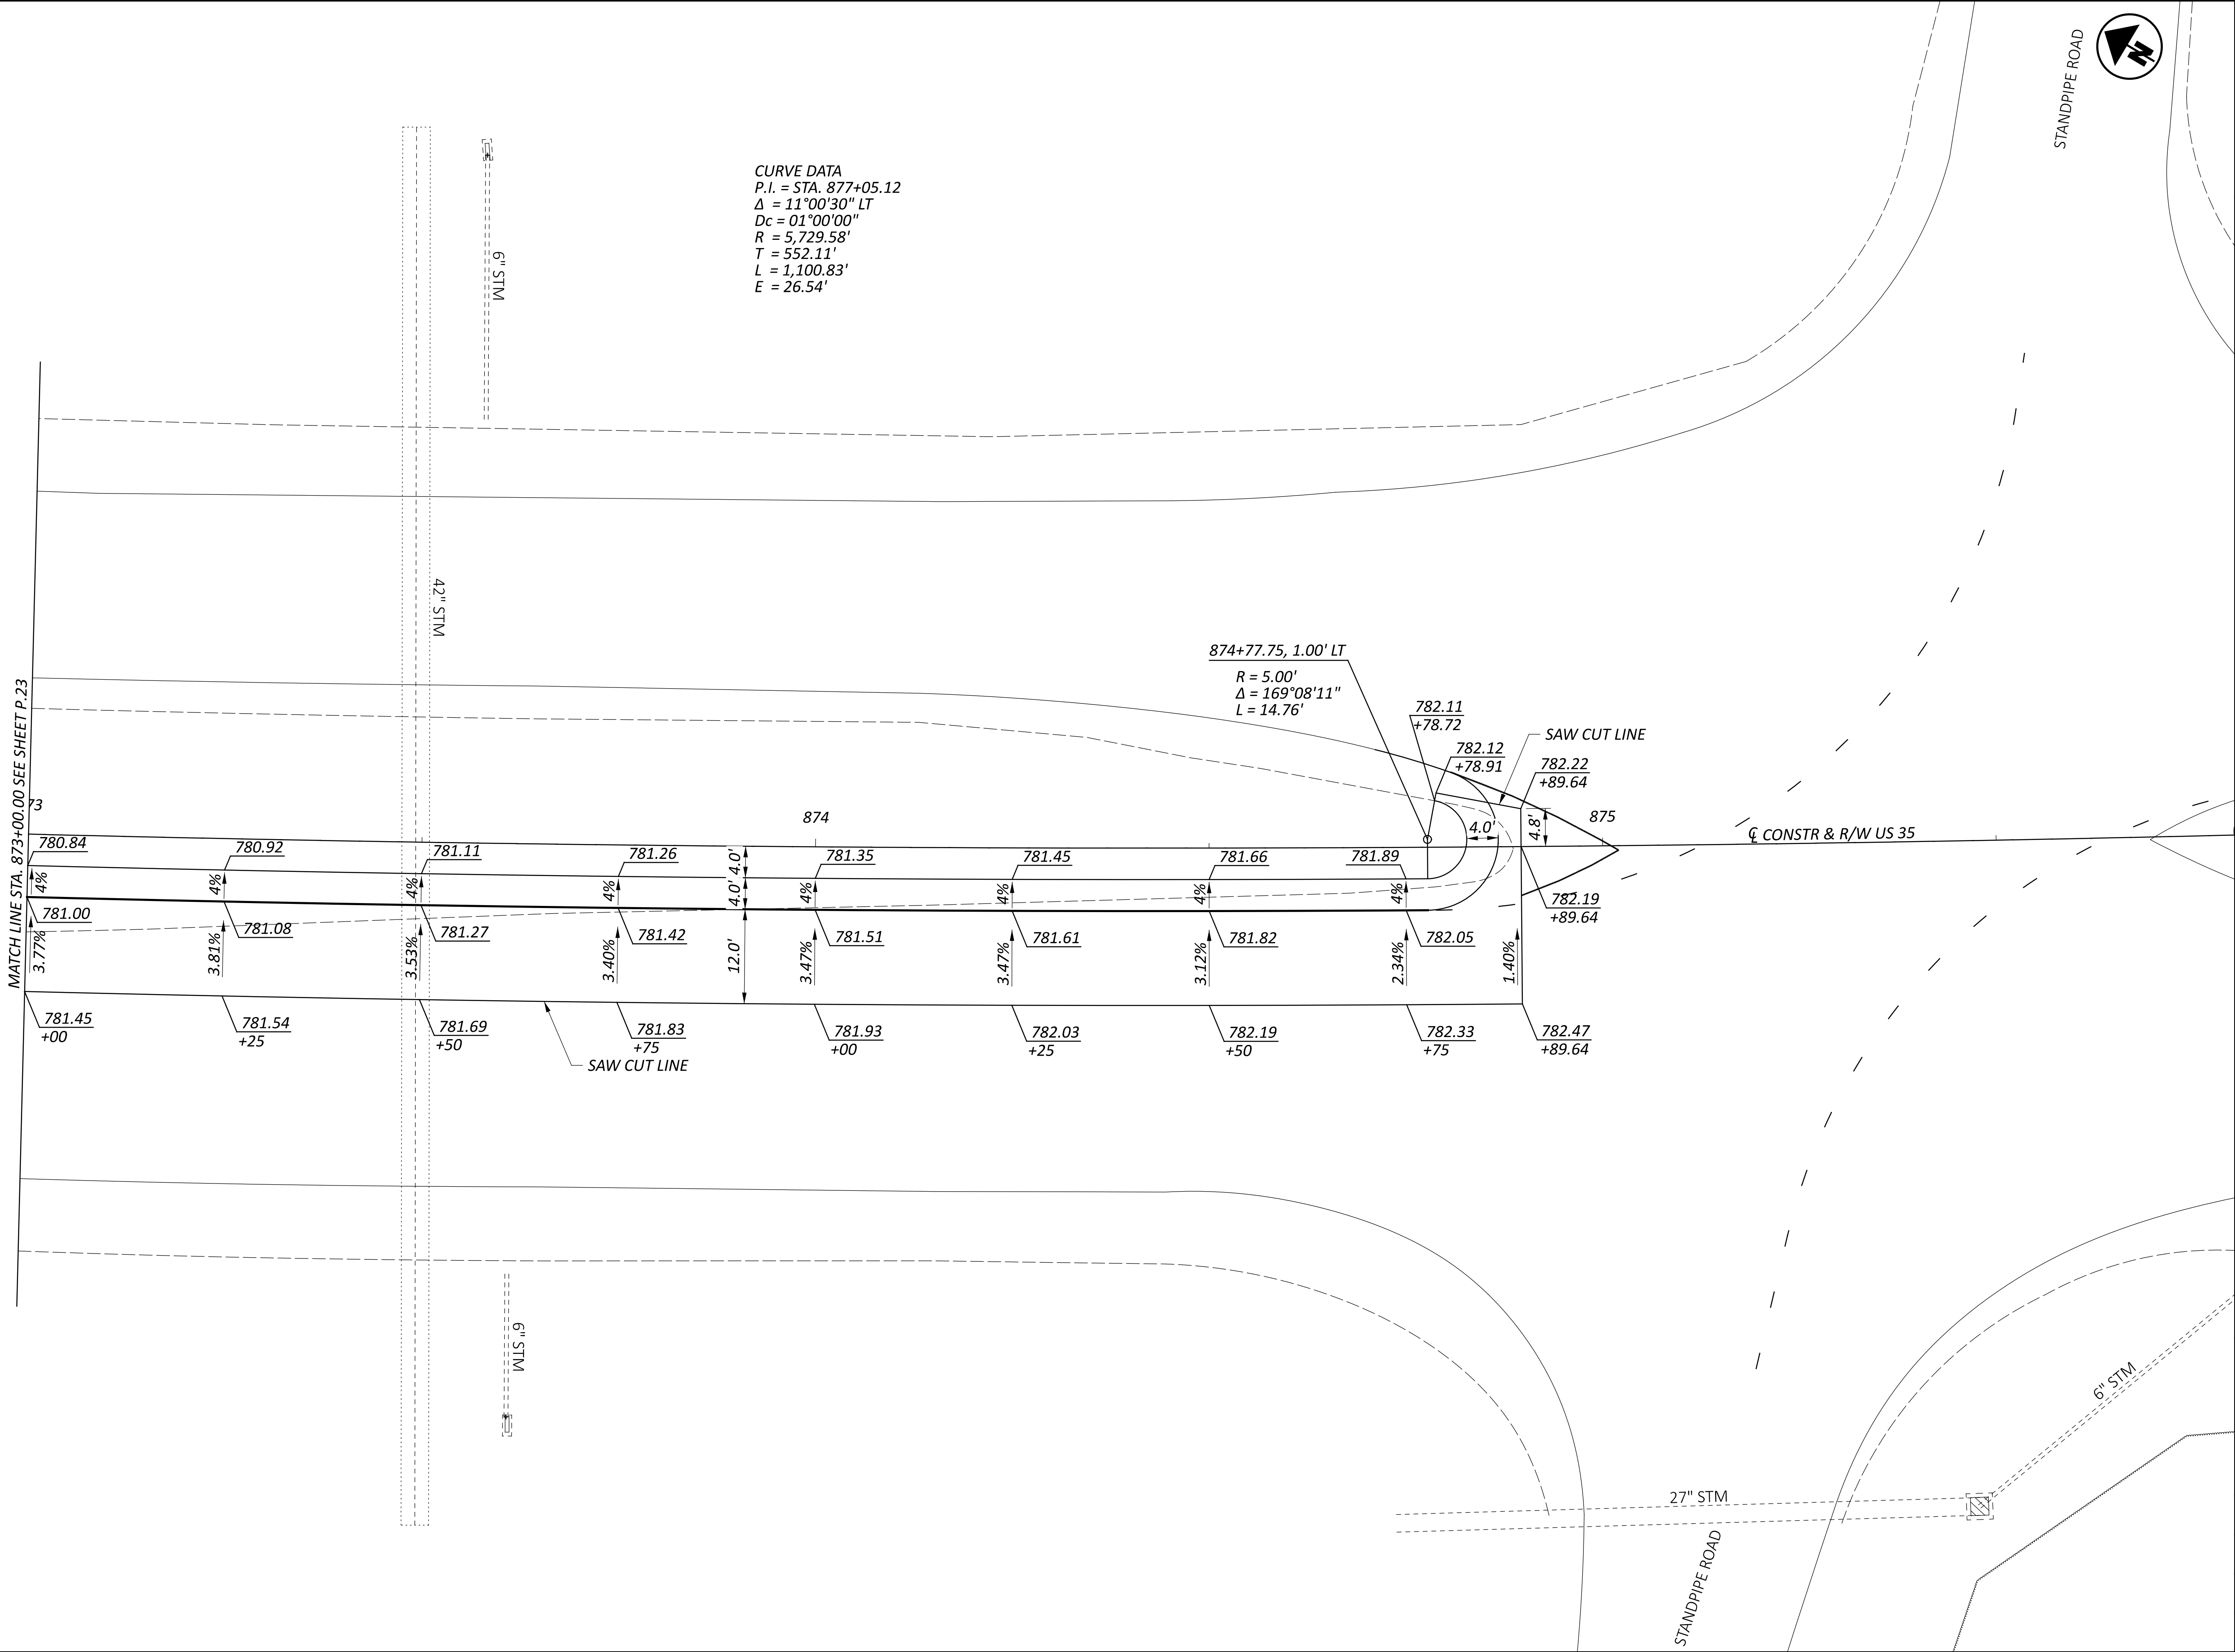 STANDPIPE ROAD
N
CURVE DATA
P.I. = STA. 877+05.12
Δ = 11°00'30" LT
Dc = 01°00'00"
R = 5,729.58'
T = 552.11'
L = 1,100.83'
E = 26.54'
6" STM
42" STM
874+77.75, 1.00' LT
R = 5.00'
Δ = 169°08'11"
L = 14.76'
782.11
+78.72
782.12
+78.91
SAW CUT LINE
782.22
+89.64
MATCH LINE STA. 873+00.00 SEE SHEET P.23
73
874
875
4.0'
4.8'
℄ CONSTR & R/W US 35
780.84
780.92
781.11
781.26
4.0'
781.35
781.45
781.66
781.89
4%
4%
4%
4%
4.0'
4%
4%
4%
4%
782.19
+89.64
781.00
781.08
781.27
781.42
781.51
781.61
781.82
782.05
3.77%
3.81%
3.53%
3.40%
12.0'
3.47%
3.47%
3.12%
2.34%
1.40%
781.45
+00
781.54
+25
781.69
+50
781.83
+75
781.93
+00
782.03
+25
782.19
+50
782.33
+75
782.47
+89.64
SAW CUT LINE
6" STM
6" STM
27" STM
STANDPIPE ROAD